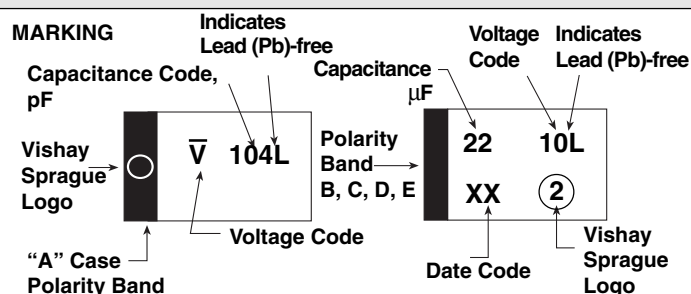 MARKING
Indicates
Lead (Pb)-free
Capacitance Code,
pF
Vishay
Sprague
Logo
V̅ 104L
Voltage Code
"A" Case
Polarity Band
Capacitance
μF
Voltage
Code
Indicates
Lead (Pb)-free
Polarity
Band
B, C, D, E
22 10L
XX 2
Date Code
Vishay
Sprague
Logo